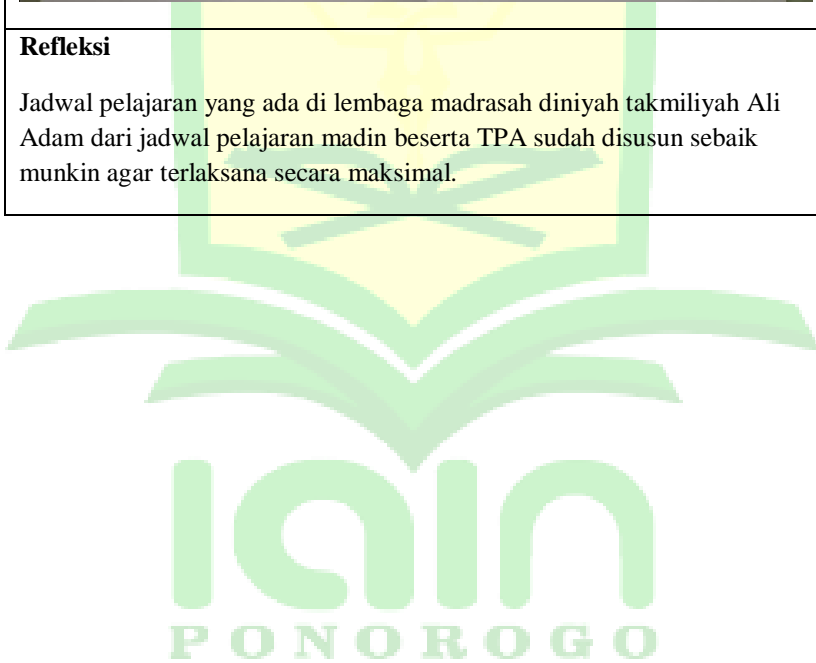 Refleksi
Jadwal pelajaran yang ada di lembaga madrasah diniyah takmiliyah Ali
Adam dari jadwal pelajaran madin beserta TPA sudah disusun sebaik
munkin agar terlaksana secara maksimal.
iain
PONOROGO